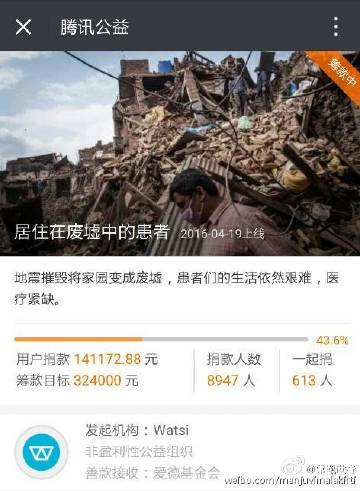 腾讯公益
筹款中
居住在废墟中的患者 2016-04-19上线
地震摧毁将家园变成废墟，患者们的生活依然艰难，医
疗紧缺。
43.6%
用户捐款 141172.88 元 捐款人数 一起捐
筹款目标 324000 元 8947 人 613 人
发起机构：Watsi
非盈利性公益组织
善款接收：爱德基金会